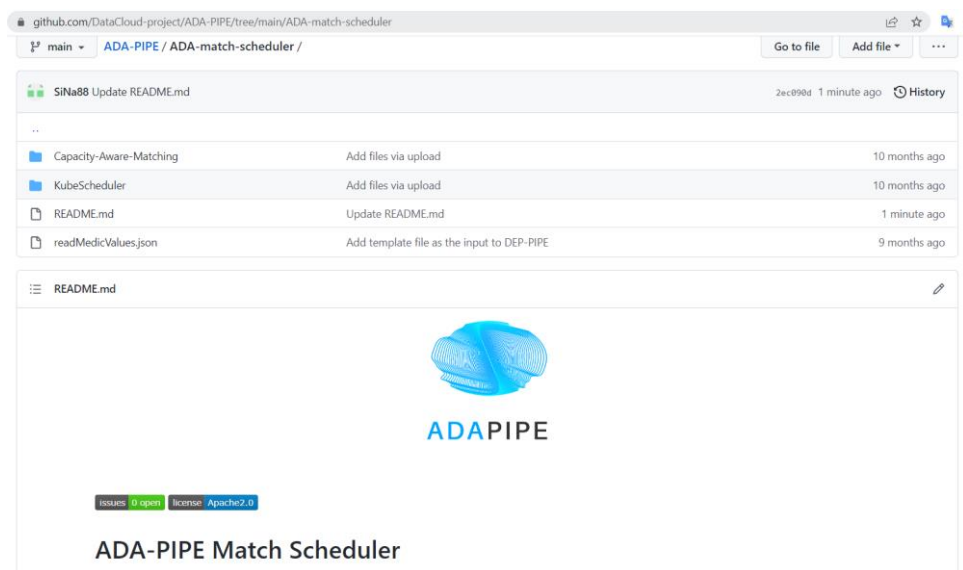 github.com/DataCloud-project/ADA-PIPE/tree/main/ADA-match-scheduler
main ADA-PIPE / ADA-match-scheduler / Go to file Add file ...
SiNa88 Update README.md 2ec090d 1 minute ago History
..
Capacity-Aware-Matching Add files via upload 10 months ago
KubeScheduler Add files via upload 10 months ago
README.md Update README.md 1 minute ago
readMedicValues.json Add template file as the input to DEP-PIPE 9 months ago
README.md
ADAPIPE
issues 0 open license Apache2.0
ADA-PIPE Match Scheduler